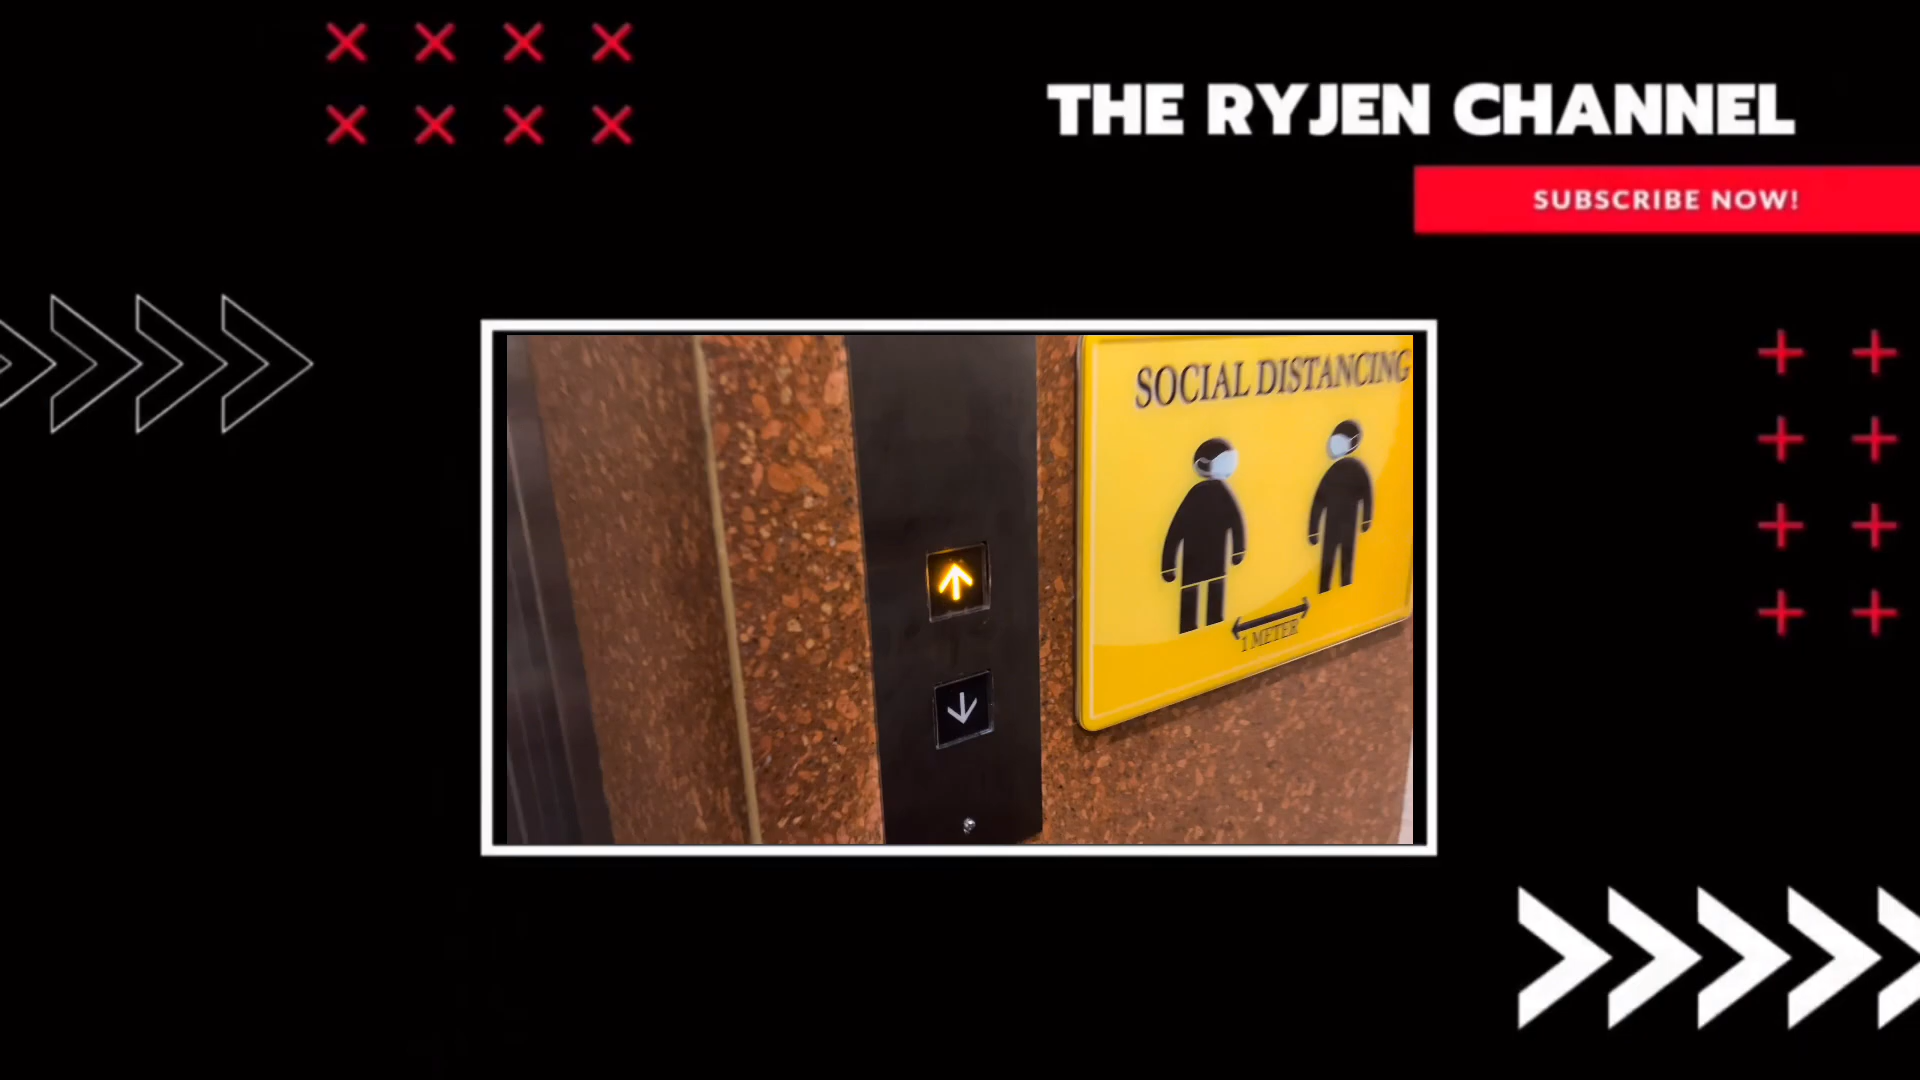 THE RYJEN CHANNEL
SUBSCRIBE NOW!
SOCIAL DISTANCING
1 METER